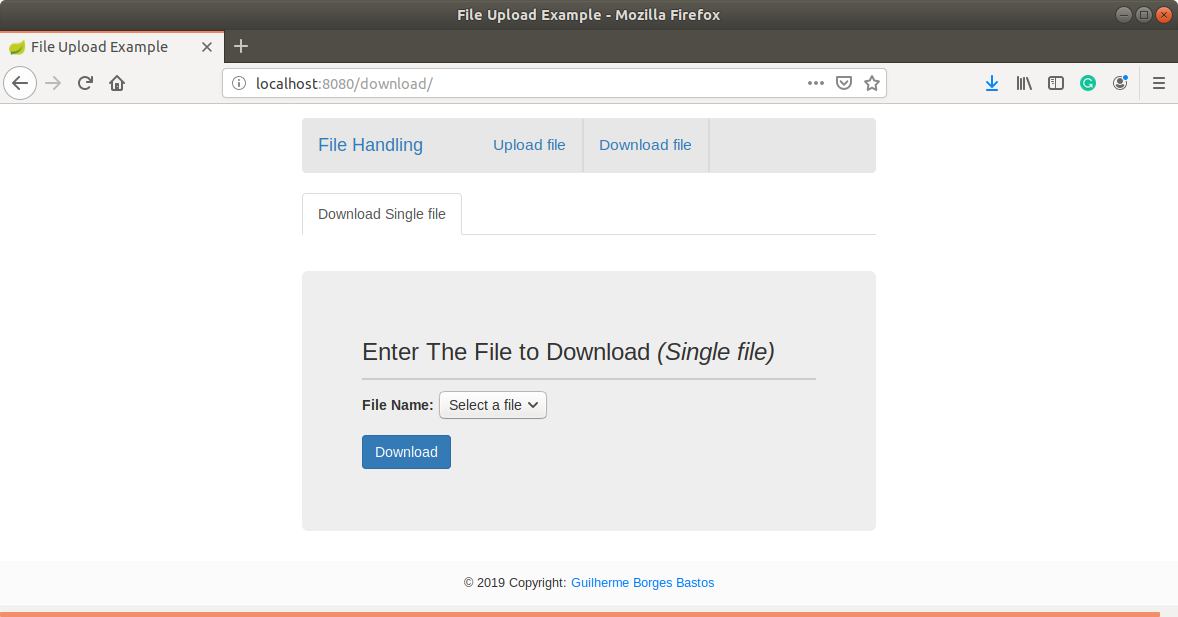 File Upload Example - Mozilla Firefox
File Upload Example
localhost:8080/download/
File Handling
Upload file
Download file
Download Single file
Enter The File to Download (Single file)
File Name: Select a file
Download
© 2019 Copyright: Guilherme Borges Bastos